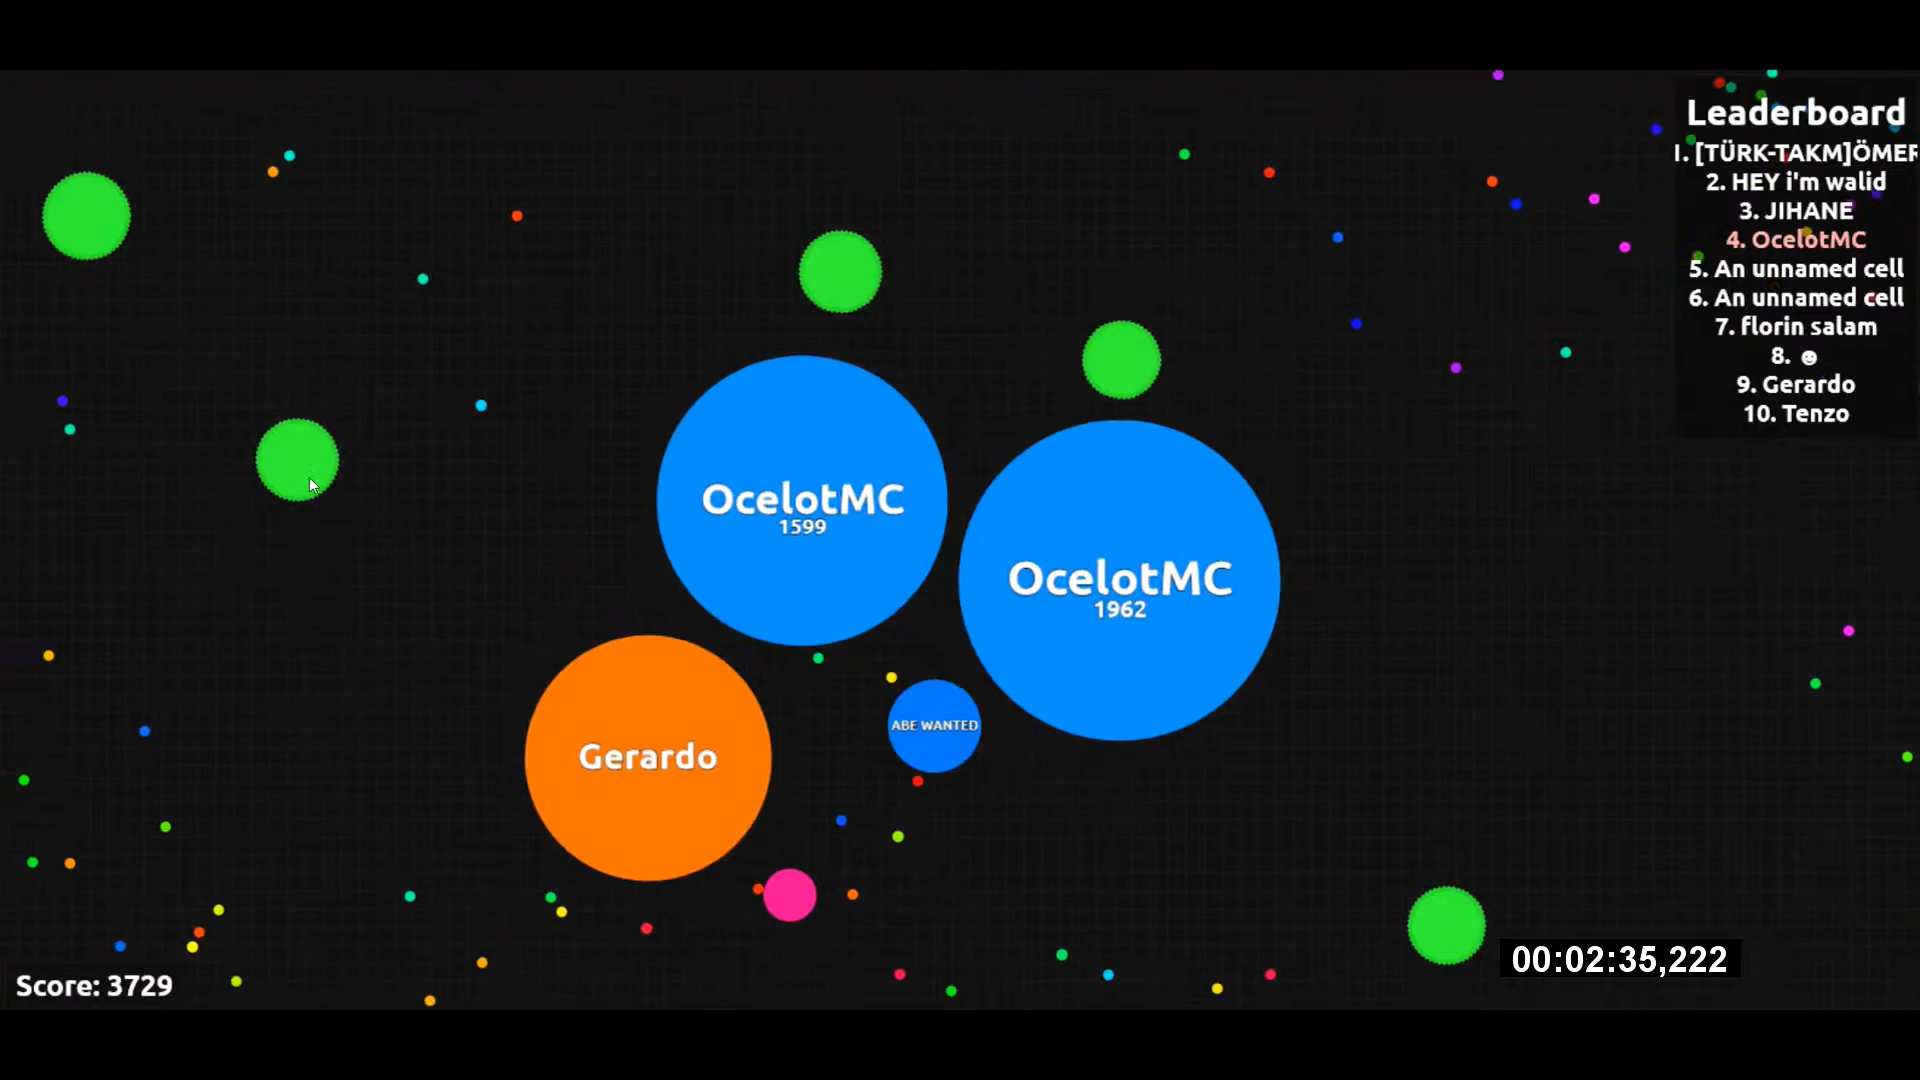 Leaderboard
1. [TÜRK-TAKM]ÖMER
2. HEY i'm walid
3. JIHANE
4. OcelotMC
5. An unnamed cell
6. An unnamed cell
7. florin salam
8. ☻
9. Gerardo
10. Tenzo
OcelotMC
1599
OcelotMC
1962
ABE WANTED
Gerardo
00:02:35,222
Score: 3729